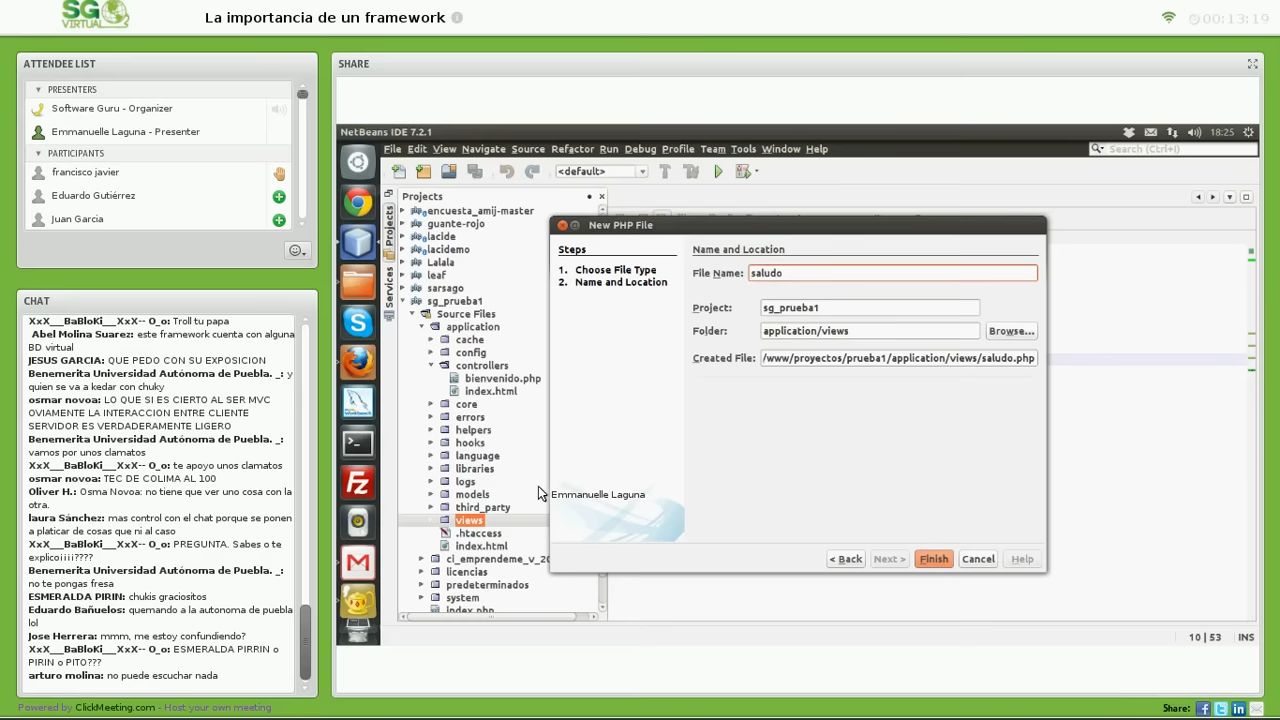 SG
VIRTUAL
La importancia de un framework
00:13:19
ATTENDEE LIST
PRESENTERS
Software Guru - Organizer
Emmanuelle Laguna - Presenter
PARTICIPANTS
francisco javier
Eduardo Gutiérrez
Juan Garcia
CHAT
XxX___BaBloKi___XxX-- O_o: Troll tu papa
Abel Molina Suarez: este framework cuenta con alguna
BD virtual
JESUS GARCIA: QUE PEDO CON SU EXPOSICION
Benemerita Universidad Autónoma de Puebla. _: y
quien se va a kedar con chuky
osmar novoa: LO QUE SI ES CIERTO AL SER MVC
OVIAMENTE LA INTERACCION ENTRE CLIENTE
SERVIDOR ES VERDADERAMENTE LIGERO
Benemerita Universidad Autónoma de Puebla. _:
vamos por unos clamatos
XxX___BaBloKi___XxX-- O_o: te apoyo unos clamatos
osmar novoa: TEC DE COLIMA AL 100
Oliver H.: Osma Novoa: no tiene que ver uno cosa con la
otra.
laura Sánchez: mas control con el chat porque se ponen
a platicar de cosas que ni al caso
XxX___BaBloKi___XxX-- O_o: PREGUNTA. Sabes o te
explico¡¡¡¡????
Benemerita Universidad Autónoma de Puebla. _:
no te pongas fresa
ESMERALDA PIRIN: chukis graciositos
Eduardo Bañuelos: quemando a la autonoma de puebla
lol
Jose Herrera: mmm, me estoy confundiendo?
XxX___BaBloKi___XxX-- O_o: ESMERALDA PIRRIN o
PIRIN o PITO???
arturo molina: no puede escuchar nada
SHARE
NetBeans IDE 7.2.1
18:25
File Edit View Navigate Source Refactor Run Debug Profile Team Tools Window Help
Search (Ctrl+I)
<default>
Projects
Services
Projects
encuesta_amij-master
guante-rojo
lacide
lacidemo
Lalala
leaf
sarsago
sg_prueba1
Source Files
application
cache
config
controllers
bienvenido.php
index.html
core
errors
helpers
hooks
language
libraries
logs
models
third_party
views
.htaccess
index.html
ci_emprendeme_v_20
licencias
predeterminados
system
index.php
New PHP File
Steps
1. Choose File Type
2. Name and Location
Name and Location
File Name: saludo
Project: sg_prueba1
Folder: application/views
Browse...
Created File: /www/proyectos/prueba1/application/views/saludo.php
Emmanuelle Laguna
< Back Next > Finish Cancel Help
10 | 53 INS
Powered by ClickMeeting.com - Host your own meeting
Share: